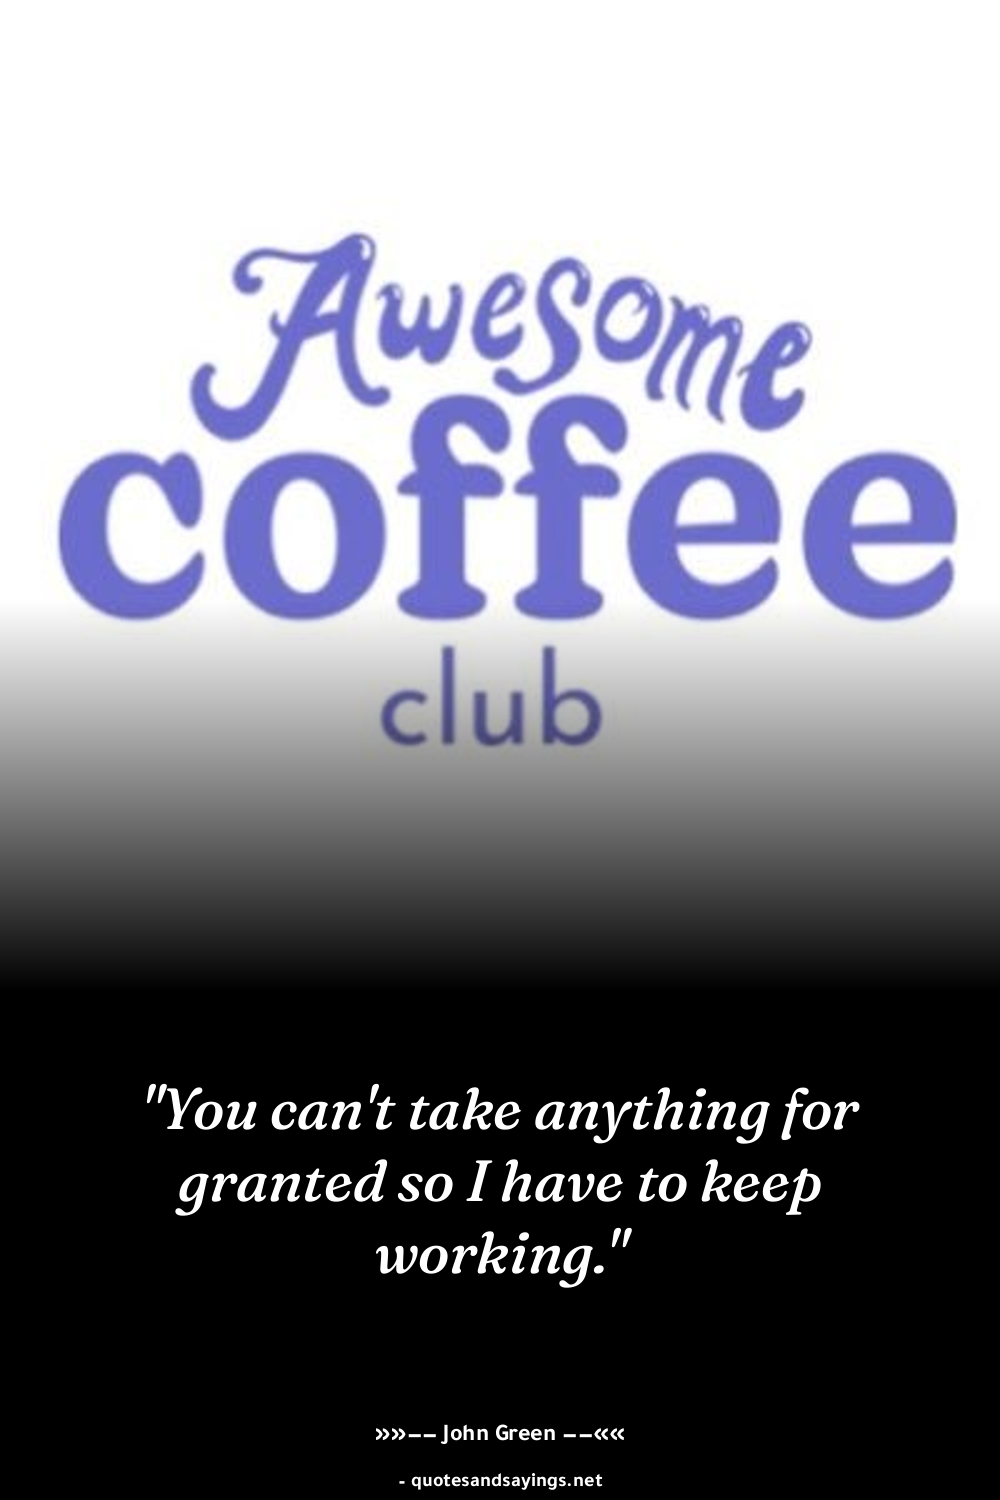 Awesome
coffee
club
"You can't take anything for
granted so I have to keep
working."
»»—— John Green ——««
- quotesandsayings.net